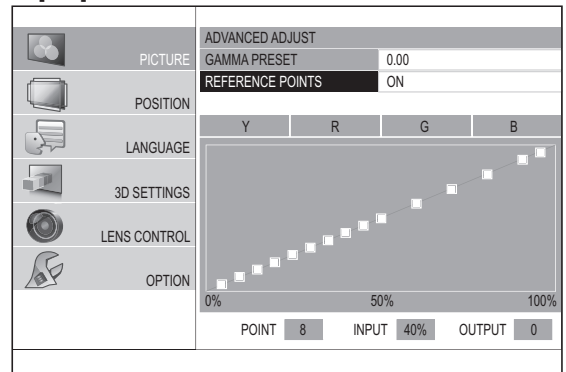 ADVANCED ADJUST
PICTURE
GAMMA PRESET 0.00
REFERENCE POINTS ON
POSITION
Y R G B
LANGUAGE
3D SETTINGS
LENS CONTROL
OPTION
0% 50% 100%
POINT 8 INPUT 40% OUTPUT 0